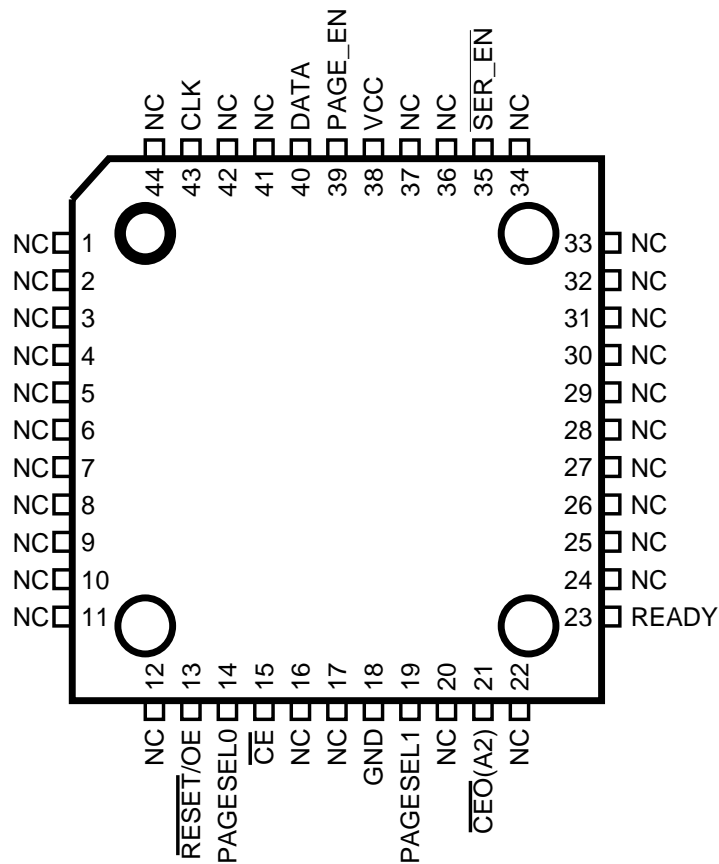 NC CLK NC NC DATA PAGE_EN VCC NC NC S̅E̅R̅_̅E̅N̅ NC
44 43 42 41 40 39 38 37 36 35 34
NC 1 33 NC
NC 2 32 NC
NC 3 31 NC
NC 4 30 NC
NC 5 29 NC
NC 6 28 NC
NC 7 27 NC
NC 8 26 NC
NC 9 25 NC
NC 10 24 NC
NC 11 23 READY
12 13 14 15 16 17 18 19 20 21 22
NC R̅E̅S̅E̅T̅/OE PAGESEL0 C̅E̅ NC NC GND PAGESEL1 NC C̅E̅O̅(A2) NC